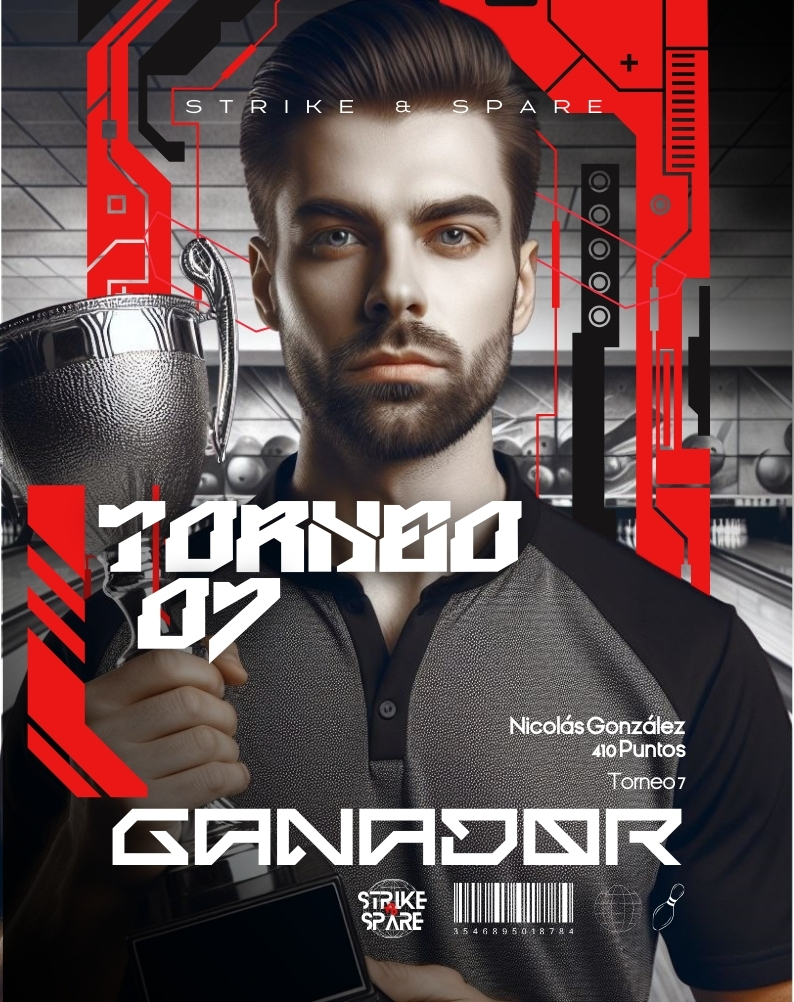 STRIKE & SPARE
TORNEO
07
Nicolás González
410 Puntos
Torneo 7
GANADOR
STRIKE
SPARE
3546895018784